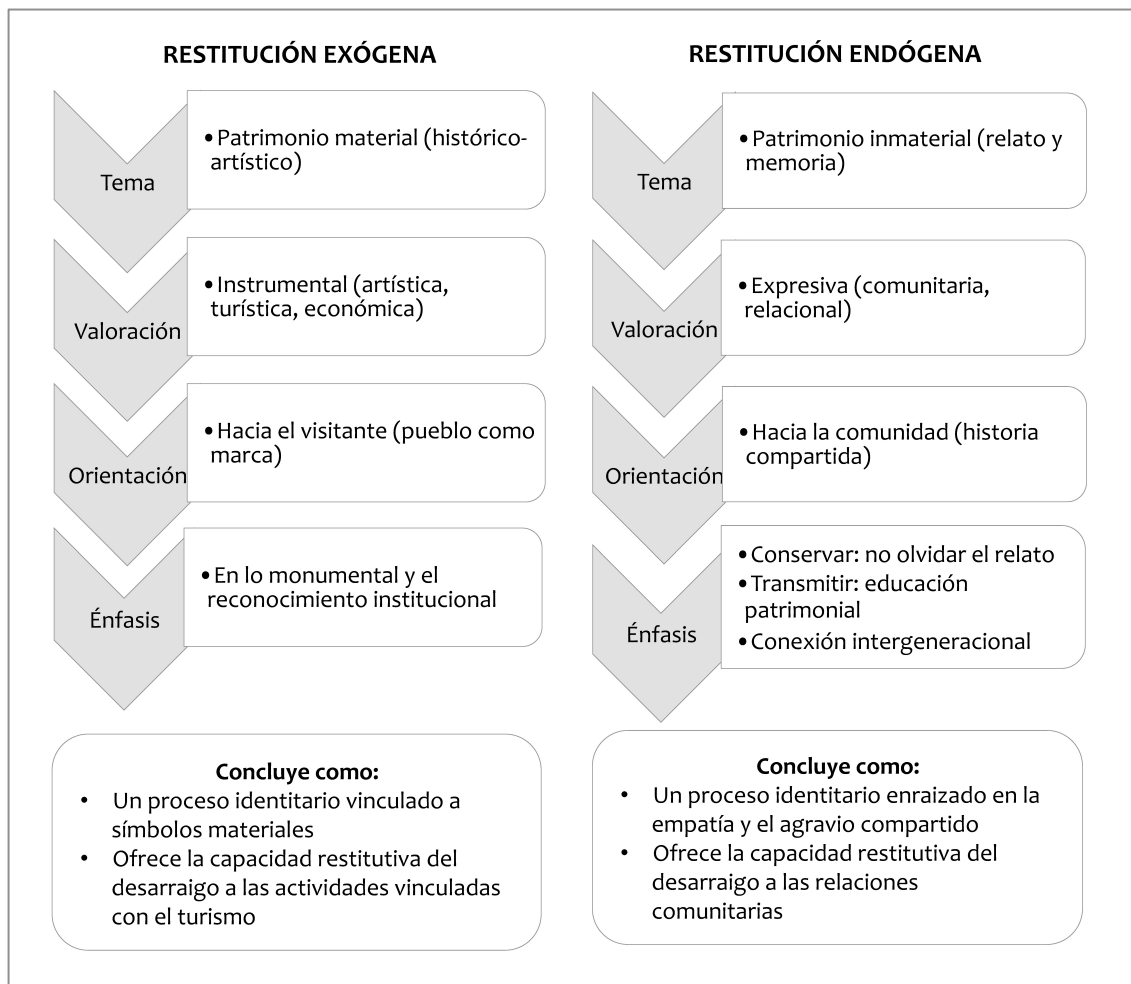 RESTITUCIÓN EXÓGENA
Tema
•Patrimonio material (histórico-
artístico)
Valoración
•Instrumental (artística,
turística, económica)
Orientación
•Hacia el visitante (pueblo como
marca)
Énfasis
•En lo monumental y el
reconocimiento institucional
Concluye como:
• Un proceso identitario vinculado a
símbolos materiales
• Ofrece la capacidad restitutiva del
desarraigo a las actividades vinculadas
con el turismo
RESTITUCIÓN ENDÓGENA
Tema
•Patrimonio inmaterial (relato y
memoria)
Valoración
•Expresiva (comunitaria,
relacional)
Orientación
•Hacia la comunidad (historia
compartida)
Énfasis
•Conservar: no olvidar el relato
•Transmitir: educación
patrimonial
•Conexión intergeneracional
Concluye como:
• Un proceso identitario enraizado en la
empatía y el agravio compartido
• Ofrece la capacidad restitutiva del
desarraigo a las relaciones
comunitarias